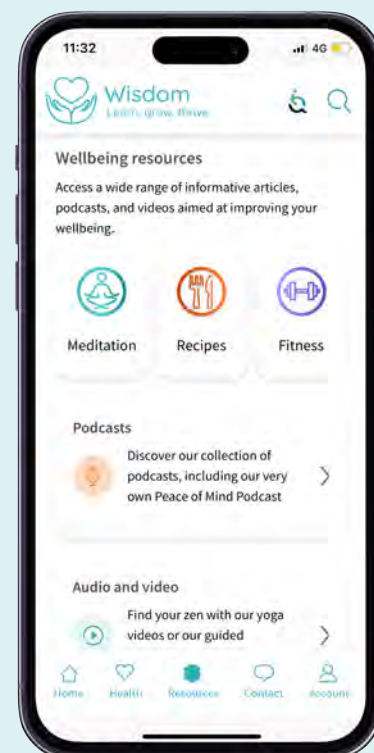 11:32
4G
Wisdom
Learn, grow, thrive
Wellbeing resources
Access a wide range of informative articles,
podcasts, and videos aimed at improving your
wellbeing.
Meditation Recipes Fitness
Podcasts
Discover our collection of
podcasts, including our very
own Peace of Mind Podcast
Audio and video
Find your zen with our yoga
videos or our guided
Home Health Resources Contact Account